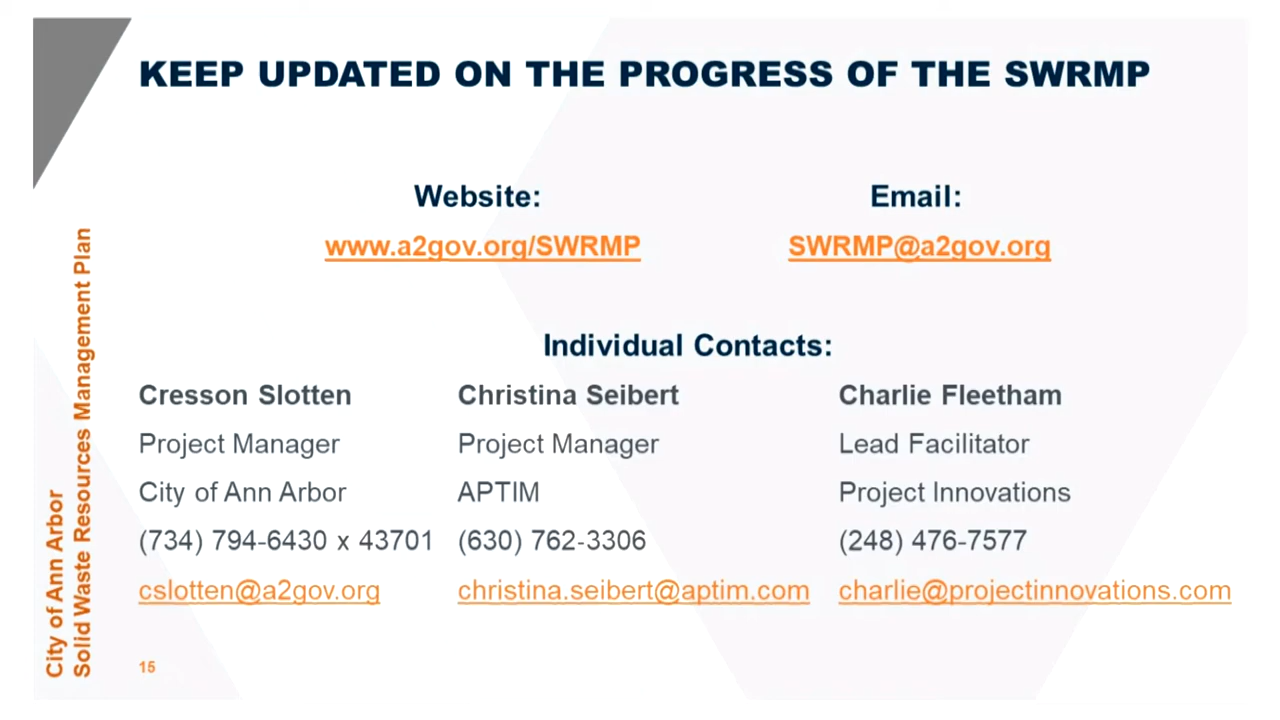 KEEP UPDATED ON THE PROGRESS OF THE SWRMP
Website:
www.a2gov.org/SWRMP
Email:
SWRMP@a2gov.org
Individual Contacts:
Cresson Slotten
Project Manager
City of Ann Arbor
(734) 794-6430 x 43701
cslotten@a2gov.org
Christina Seibert
Project Manager
APTIM
(630) 762-3306
christina.seibert@aptim.com
Charlie Fleetham
Lead Facilitator
Project Innovations
(248) 476-7577
charlie@projectinnovations.com
City of Ann Arbor
Solid Waste Resources Management Plan
15